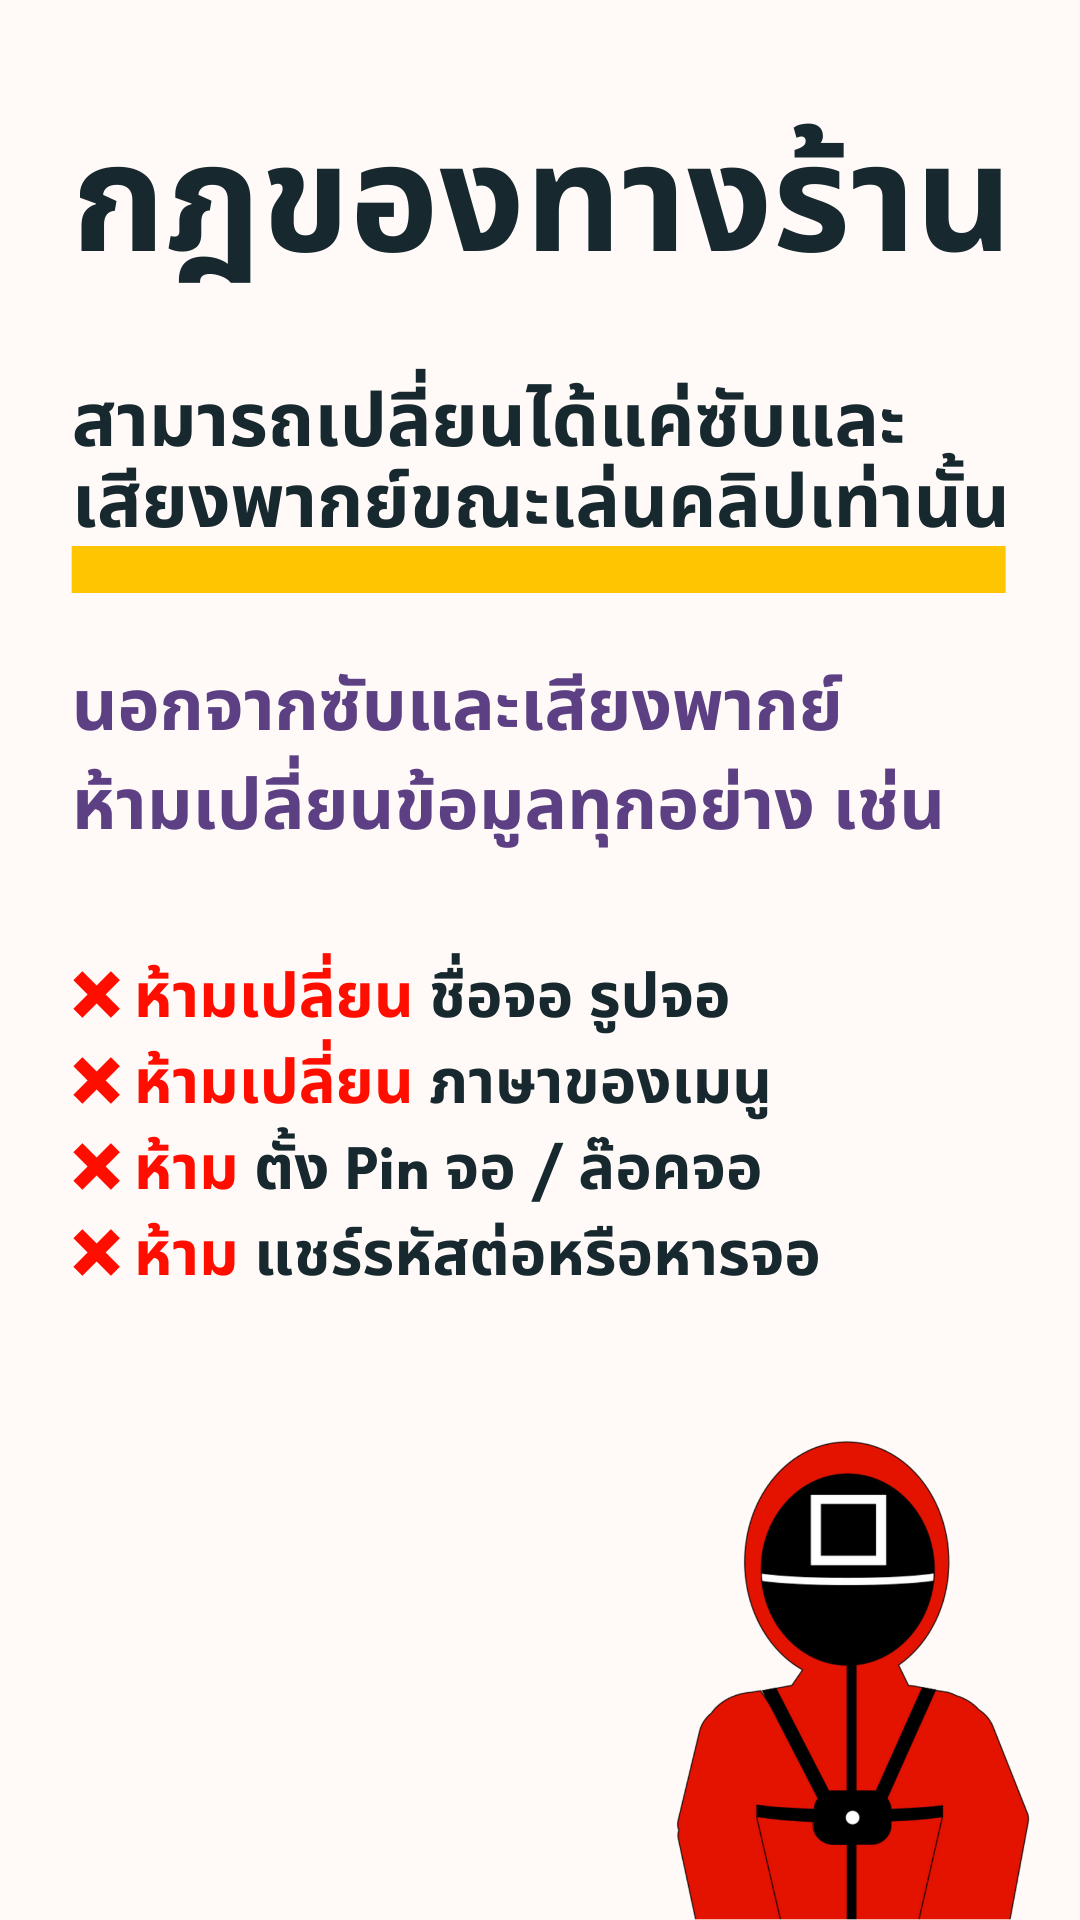 กฎของทางร้าน
สามารถเปลี่ยนได้แค่ซับและ
เสียงพากย์ขณะเล่นคลิปเท่านั้น
นอกจากซับและเสียงพากย์
ห้ามเปลี่ยนข้อมูลทุกอย่าง เช่น
❌ ห้ามเปลี่ยน ชื่อจอ รูปจอ
❌ ห้ามเปลี่ยน ภาษาของเมนู
❌ ห้าม ตั้ง Pin จอ / ล๊อคจอ
❌ ห้าม แชร์รหัสต่อหรือหารจอ